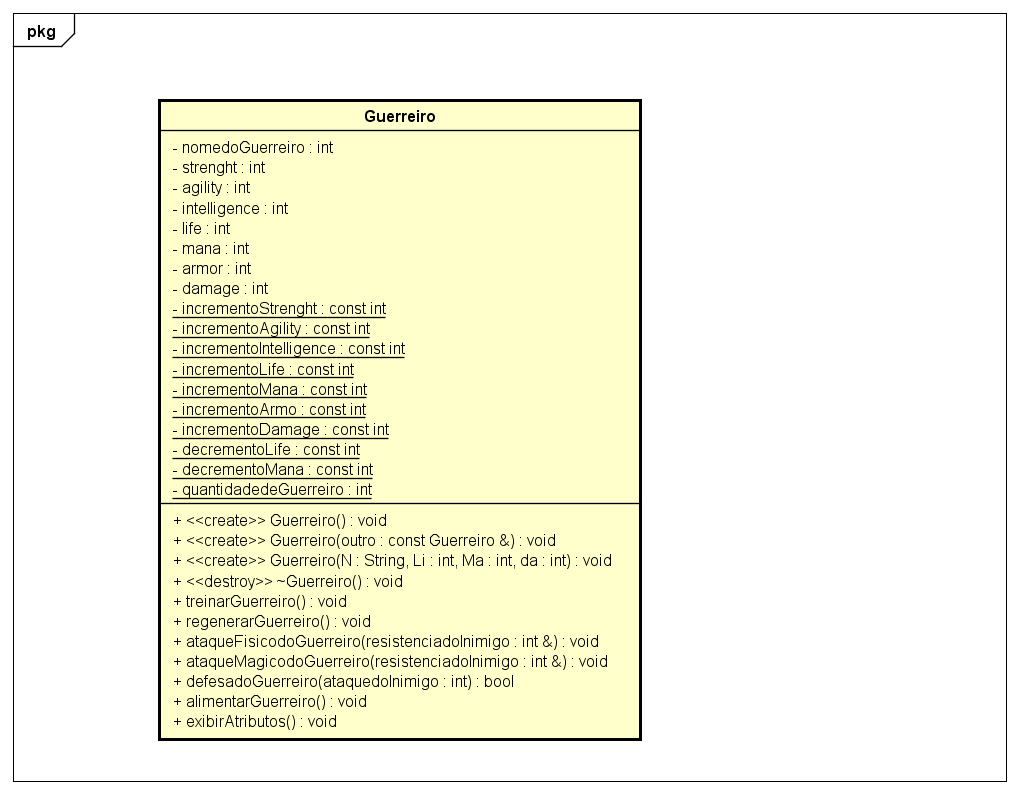 pkg
Guerreiro
- nomedoGuerreiro : int
- strenght : int
- agility : int
- intelligence : int
- life : int
- mana : int
- armor : int
- damage : int
- incrementoStrenght : const int
- incrementoAgility : const int
- incrementoIntelligence : const int
- incrementoLife : const int
- incrementoMana : const int
- incrementoArmo : const int
- incrementoDamage : const int
- decrementoLife : const int
- decrementoMana : const int
- quantidadedeGuerreiro : int
+ <<create>> Guerreiro() : void
+ <<create>> Guerreiro(outro : const Guerreiro &) : void
+ <<create>> Guerreiro(N : String, Li : int, Ma : int, da : int) : void
+ <<destroy>> ~Guerreiro() : void
+ treinarGuerreiro() : void
+ regenerarGuerreiro() : void
+ ataqueFisicodoGuerreiro(resistenciadoInimigo : int &) : void
+ ataqueMagicodoGuerreiro(resistenciadoInimigo : int &) : void
+ defesadoGuerreiro(ataquedoInimigo : int) : bool
+ alimentarGuerreiro() : void
+ exibirAtributos() : void